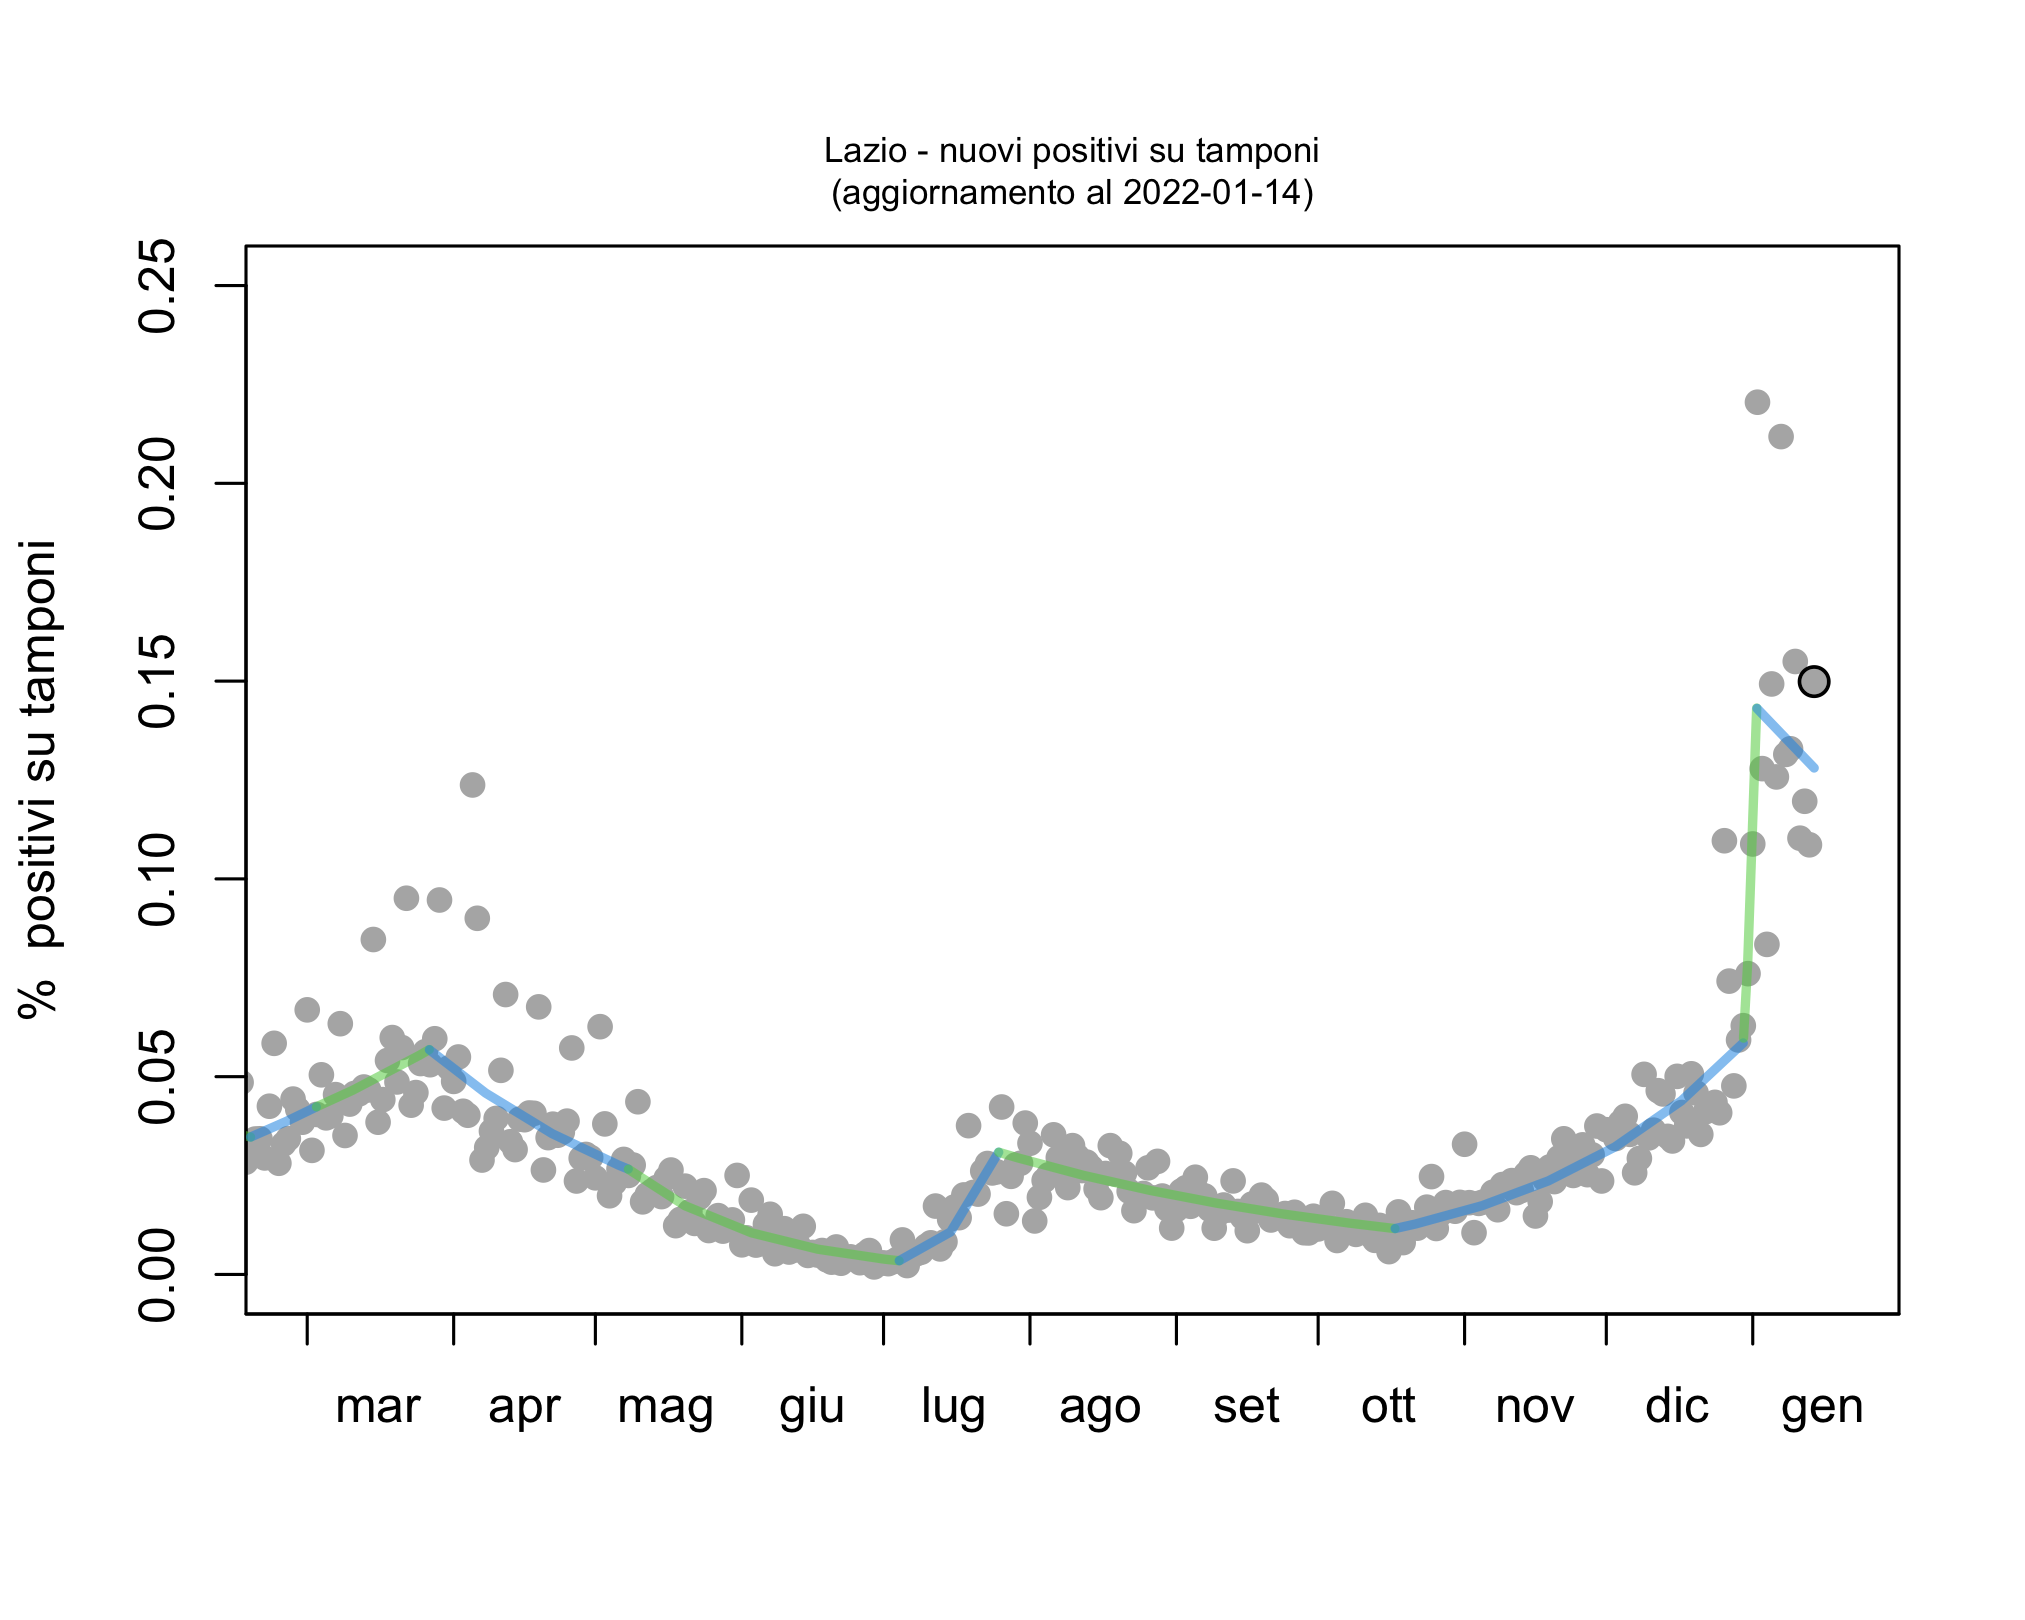 Lazio - nuovi positivi su tamponi
(aggiornamento al 2022-01-14)
% positivi su tamponi
0.25
0.20
0.15
0.10
0.05
0.00
mar apr mag giu lug ago set ott nov dic gen